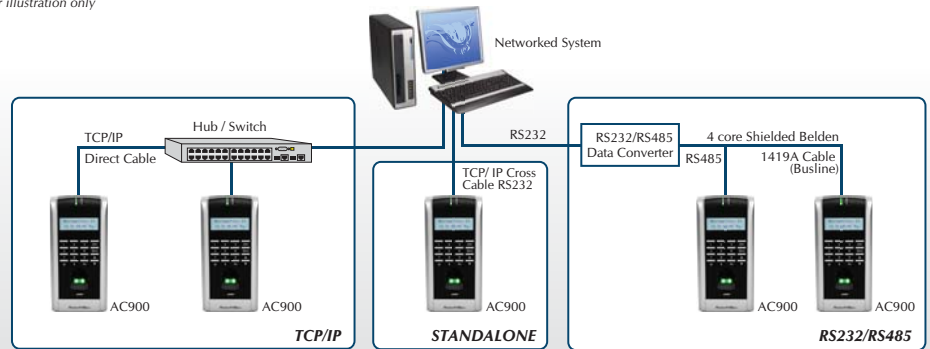 r illustration only
Networked System
Hub / Switch
TCP/IP
Direct Cable
AC900
AC900
TCP/IP
TCP/ IP Cross
Cable RS232
AC900
STANDALONE
RS232
RS232/RS485
Data Converter
RS485
4 core Shielded Belden
1419A Cable
(Busline)
AC900
AC900
RS232/RS485